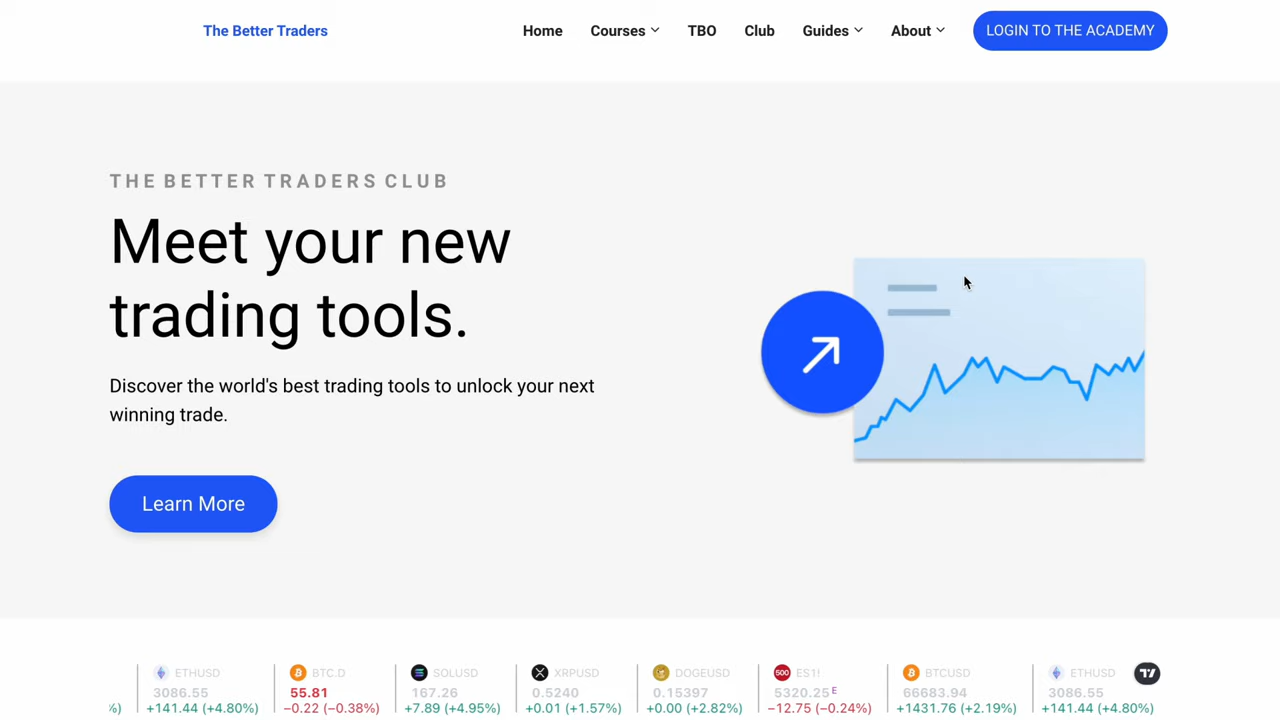 The Better Traders
Home
Courses
TBO
Club
Guides
About
LOGIN TO THE ACADEMY
THE BETTER TRADERS CLUB
Meet your new
trading tools.
Discover the world's best trading tools to unlock your next
winning trade.
Learn More
%)
ETHUSD
3086.55
+141.44 (+4.80%)
BTC.D
55.81
−0.22 (−0.38%)
SOLUSD
167.26
+7.89 (+4.95%)
XRPUSD
0.5240
+0.01 (+1.57%)
DOGEUSD
0.15397
+0.00 (+2.82%)
500
ES1!
5320.25 E
−12.75 (−0.24%)
BTCUSD
66683.94
+1431.76 (+2.19%)
ETHUSD
3086.55
+141.44 (+4.80%)